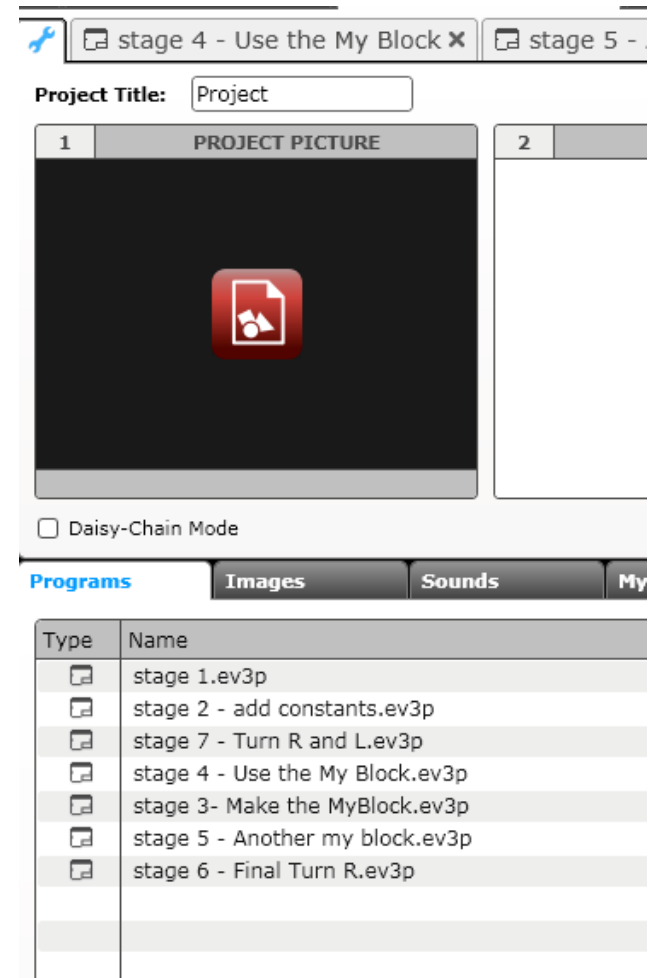 stage 4 - Use the My Block
stage 5 -
Project Title: Project
1 PROJECT PICTURE 2
Daisy-Chain Mode
Programs Images Sounds My
Type Name
stage 1.ev3p
stage 2 - add constants.ev3p
stage 7 - Turn R and L.ev3p
stage 4 - Use the My Block.ev3p
stage 3- Make the MyBlock.ev3p
stage 5 - Another my block.ev3p
stage 6 - Final Turn R.ev3p